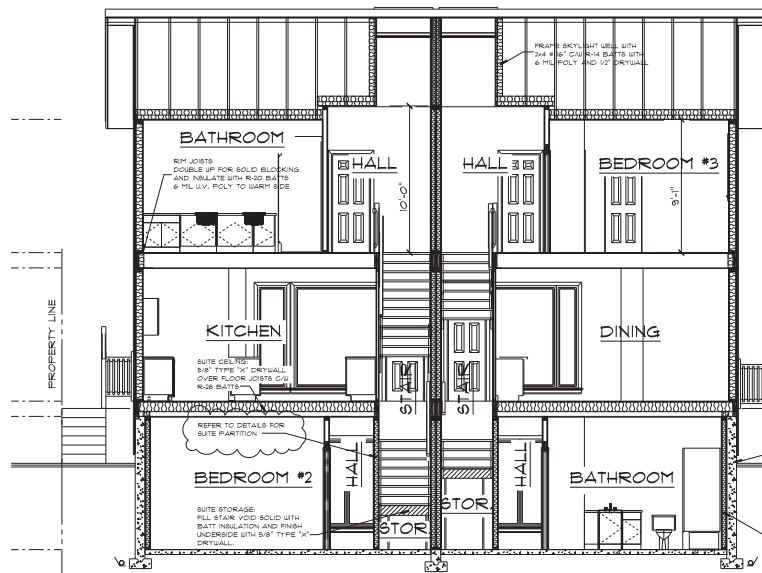 FRAME SKYLIGHT WELL WITH
2x4 @ 16" C/W R-14 BATTS WITH
6 MIL POLY AND 1/2" DRYWALL
BATHROOM
HALL
HALL
BEDROOM #3
RIM JOISTS
DOUBLE UP FOR SOLID BLOCKING
AND INSULATE WITH R-20 BATTS
6 MIL U.V. POLY TO WARM SIDE
10'-0"
9'-1"
PROPERTY LINE
KITCHEN
DINING
SUITE CEILING:
5/8" TYPE "X" DRYWALL
OVER FLOOR JOISTS C/W
R-28 BATTS
STAIR
STAIR
REFER TO DETAILS FOR
SUITE PARTITION
BEDROOM #2
HALL
HALL
BATHROOM
SUITE STORAGE:
FILL STAIR VOID SOLID WITH
BATT INSULATION AND FINISH
UNDERSIDE WITH 5/8" TYPE "X"
DRYWALL.
STOR.
STOR.